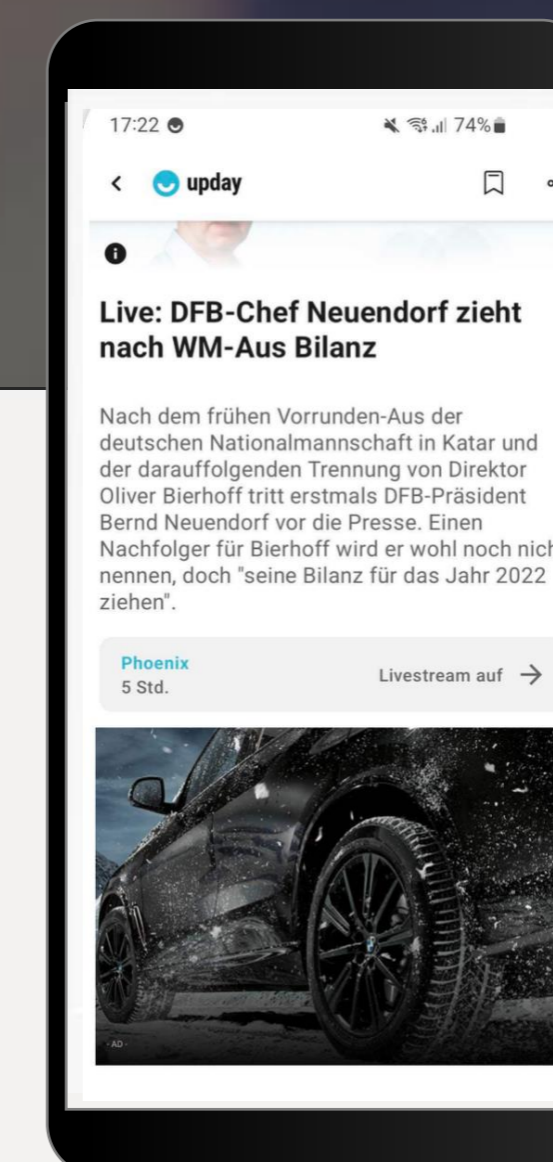 17:22
74%
upday
Live: DFB-Chef Neuendorf zieht
nach WM-Aus Bilanz
Nach dem frühen Vorrunden-Aus der
deutschen Nationalmannschaft in Katar und
der darauffolgenden Trennung von Direktor
Oliver Bierhoff tritt erstmals DFB-Präsident
Bernd Neuendorf vor die Presse. Einen
Nachfolger für Bierhoff wird er wohl noch nich
nennen, doch "seine Bilanz für das Jahr 2022
ziehen".
Phoenix
5 Std.
Livestream auf
- AD -